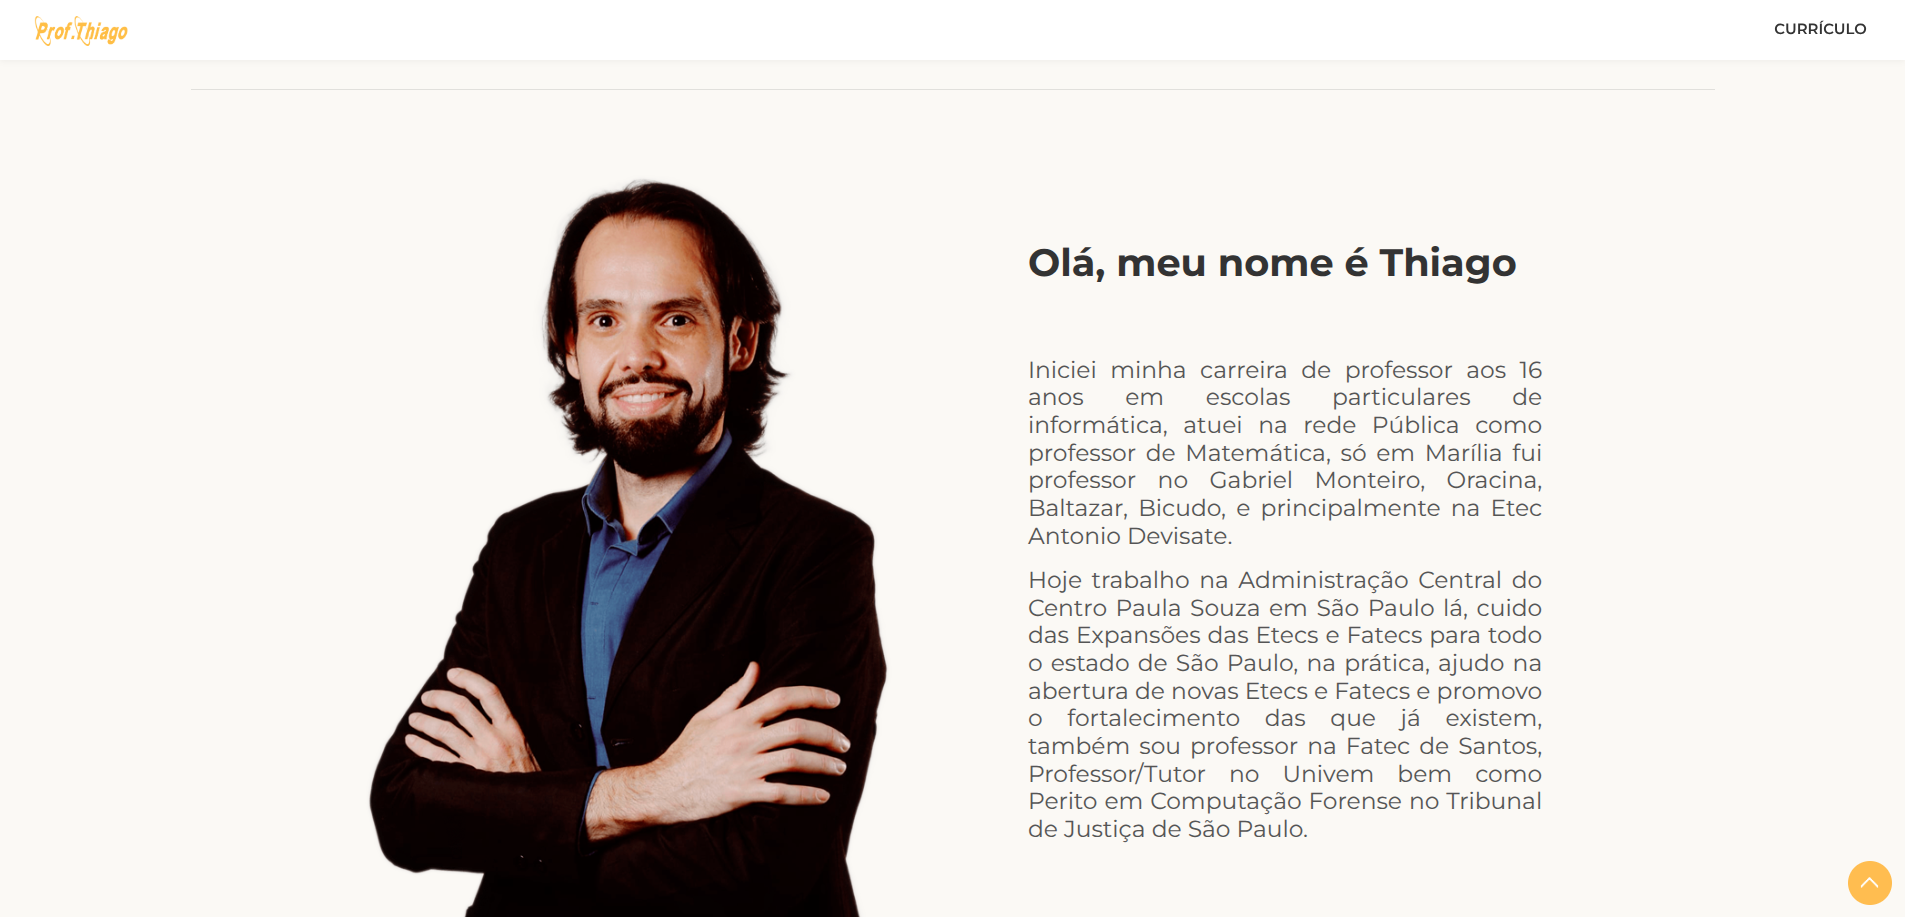 Prof.Thiago
CURRÍCULO
Olá, meu nome é Thiago
Iniciei minha carreira de professor aos 16
anos em escolas particulares de
informática, atuei na rede Pública como
professor de Matemática, só em Marília fui
professor no Gabriel Monteiro, Oracina,
Baltazar, Bicudo, e principalmente na Etec
Antonio Devisate.
Hoje trabalho na Administração Central do
Centro Paula Souza em São Paulo lá, cuido
das Expansões das Etecs e Fatecs para todo
o estado de São Paulo, na prática, ajudo na
abertura de novas Etecs e Fatecs e promovo
o fortalecimento das que já existem,
também sou professor na Fatec de Santos,
Professor/Tutor no Univem bem como
Perito em Computação Forense no Tribunal
de Justiça de São Paulo.